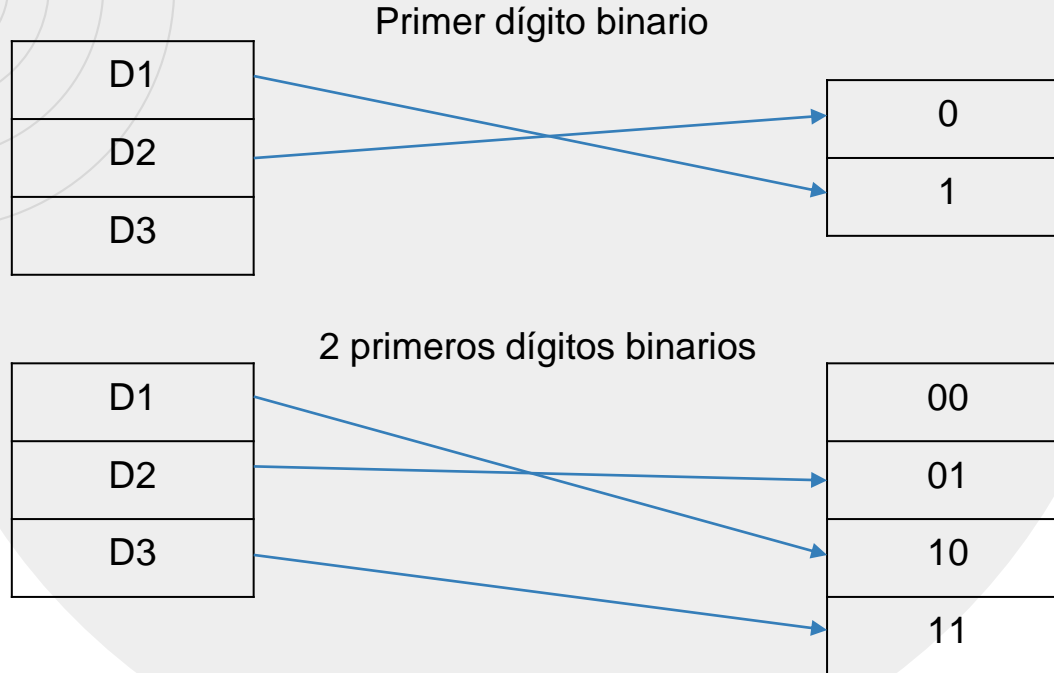 Primer dígito binario
D1
D2
D3
0
1
2 primeros dígitos binarios
D1
D2
D3
00
01
10
11